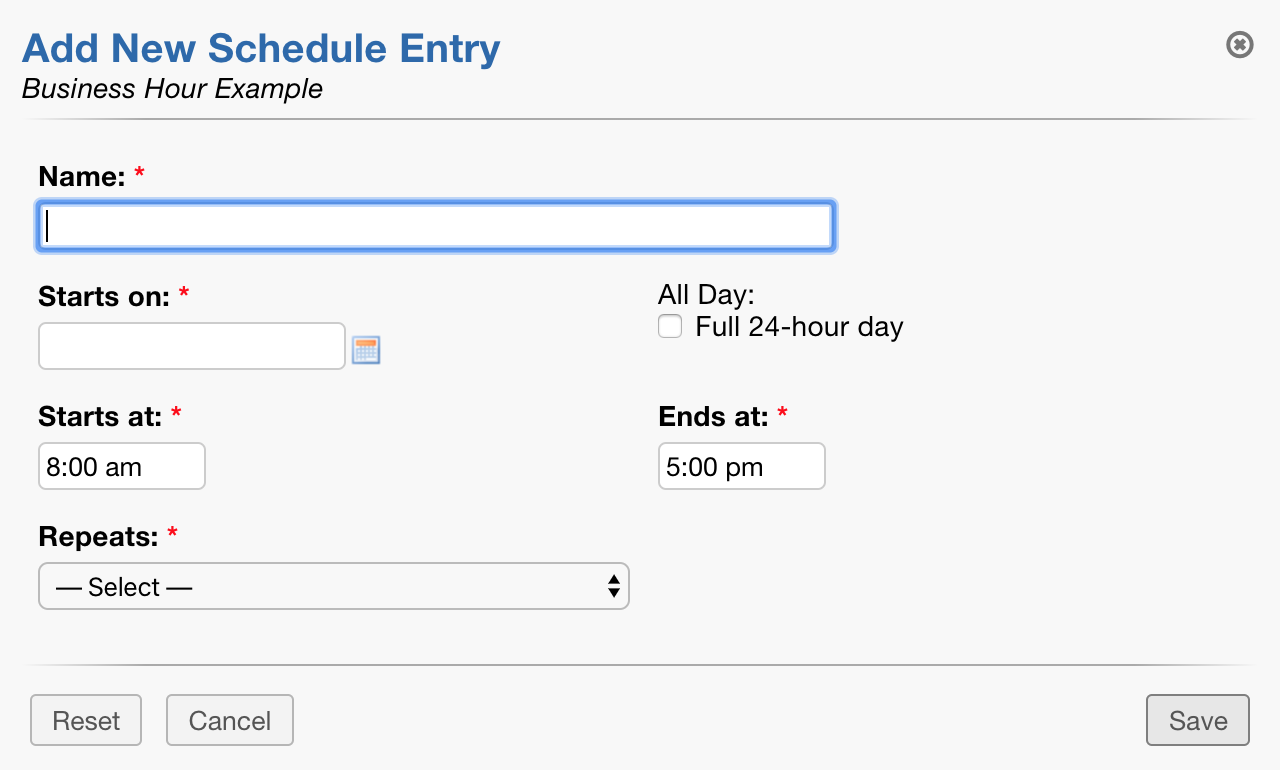 Add New Schedule Entry
Business Hour Example
Name: *
Starts on: *
All Day:
Full 24-hour day
Starts at: *
Ends at: *
8:00 am
5:00 pm
Repeats: *
— Select —
Reset
Cancel
Save